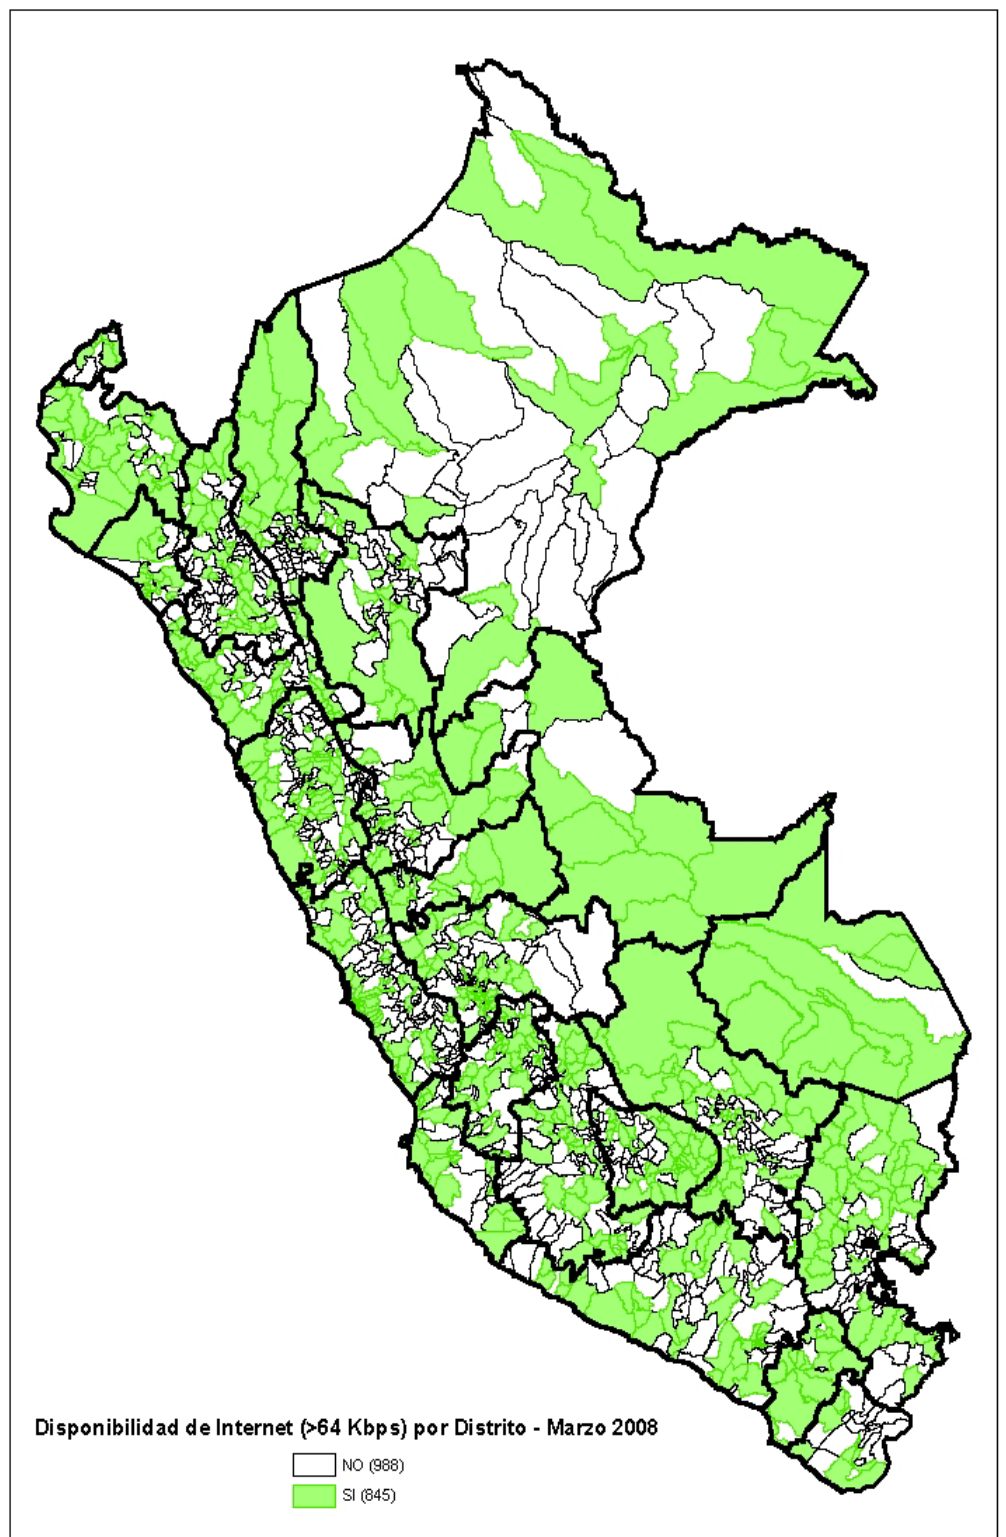 Disponibilidad de Internet (>64 Kbps) por Distrito - Marzo 2008
NO (988)
SI (845)